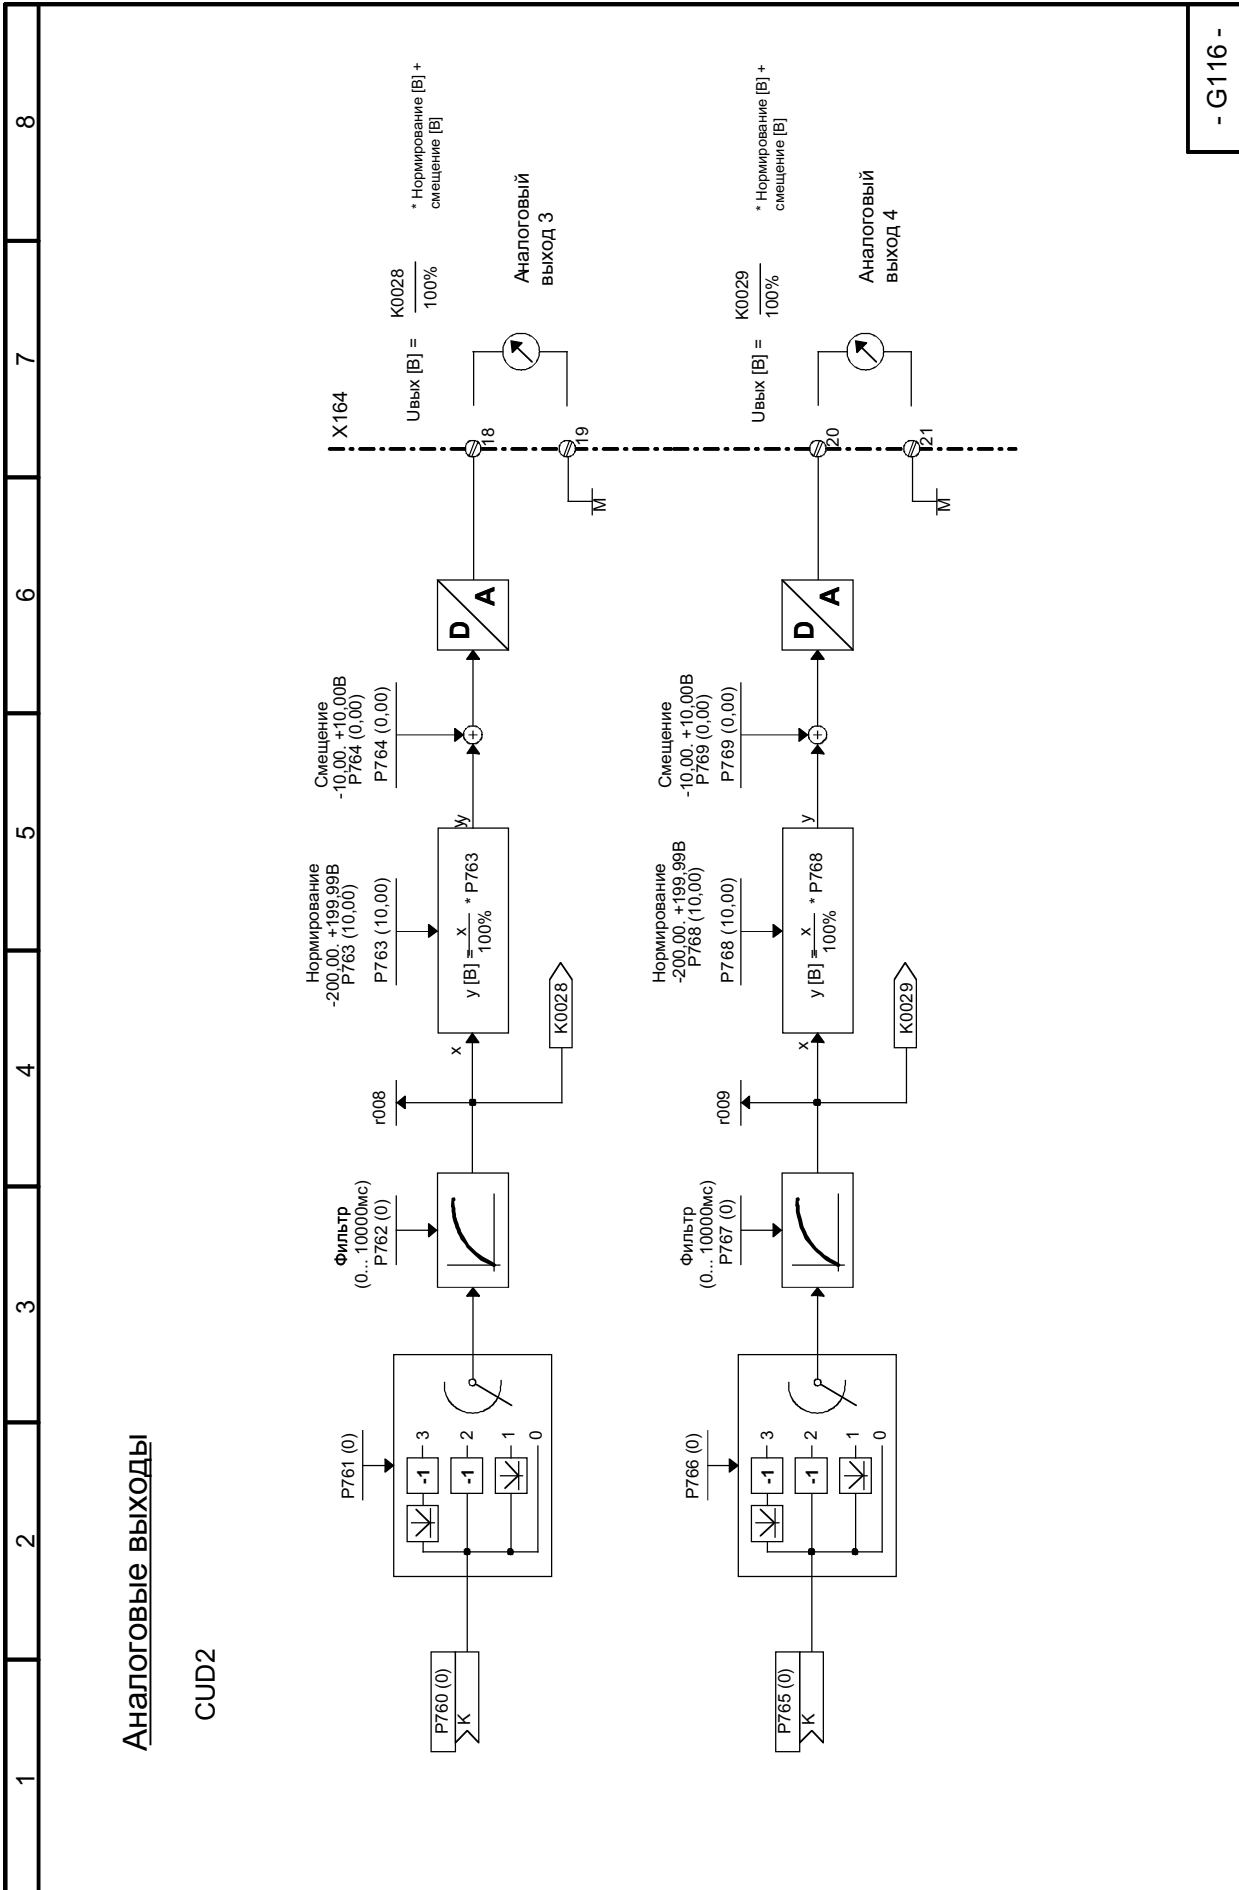 1
2
3
4
5
6
7
8
Аналоговые выходы
CUD2
P760 (0)
K
P761 (0)
-1
3
-1
2
1
0
Фильтр
(0... 10000мс)
P762 (0)
r008
K0028
Нормирование
-200,00. +199,99В
P763 (10,00)
P763 (10,00)
x
y [В] = x
100%
* P763
yy
Смещение
-10,00. +10,00В
P764 (0,00)
P764 (0,00)
D
A
X164
18
19
M
Uвых [В] =
K0028
100%
* Нормирование [В] +
смещение [В]
Аналоговый
выход 3
P765 (0)
K
P766 (0)
-1
3
-1
2
1
0
Фильтр
(0... 10000мс)
P767 (0)
r009
K0029
Нормирование
-200,00. +199,99В
P768 (10,00)
P768 (10,00)
x
y [В] = x
100%
* P768
y
Смещение
-10,00. +10,00В
P769 (0,00)
P769 (0,00)
D
A
20
21
M
Uвых [В] =
K0029
100%
* Нормирование [В] +
смещение [В]
Аналоговый
выход 4
- G116 -